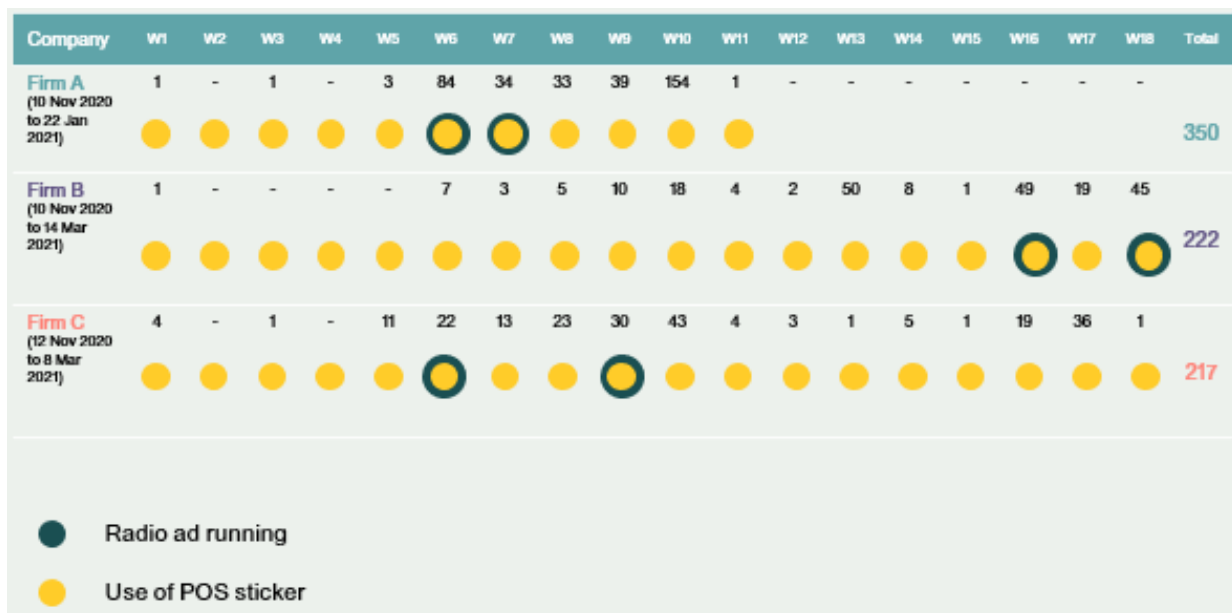 Company W1 W2 W3 W4 W5 W6 W7 W8 W9 W10 W11 W12 W13 W14 W15 W16 W17 W18 Total
Firm A 1 - 1 - 3 84 34 33 39 154 1 - - - - - - -
(10 Nov 2020
to 22 Jan
2021)
350
Firm B 1 - - - - 7 3 5 10 18 4 2 50 8 1 49 19 45
(10 Nov 2020
to 14 Mar
2021)
222
Firm C 4 - 1 - 11 22 13 23 30 43 4 3 1 5 1 19 36 1
(12 Nov 2020
to 8 Mar
2021)
217
Radio ad running
Use of POS sticker